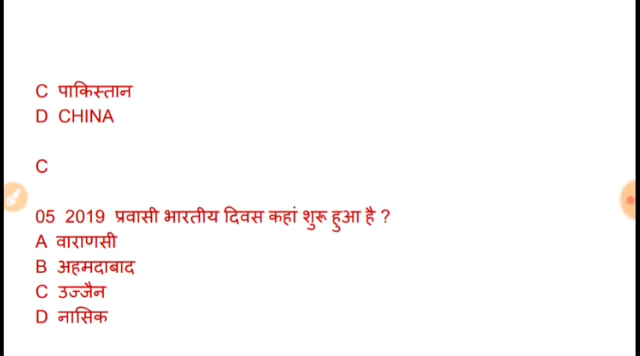 C पाकिस्तान
D CHINA
C
05 2019 प्रवासी भारतीय दिवस कहां शुरू हुआ है ?
A वाराणसी
B अहमदाबाद
C उज्जैन
D नासिक